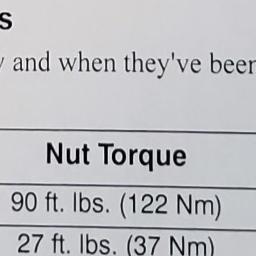 s
and when they've been
Nut Torque
90 ft. lbs. (122 Nm)
27 ft. lbs. (37 Nm)